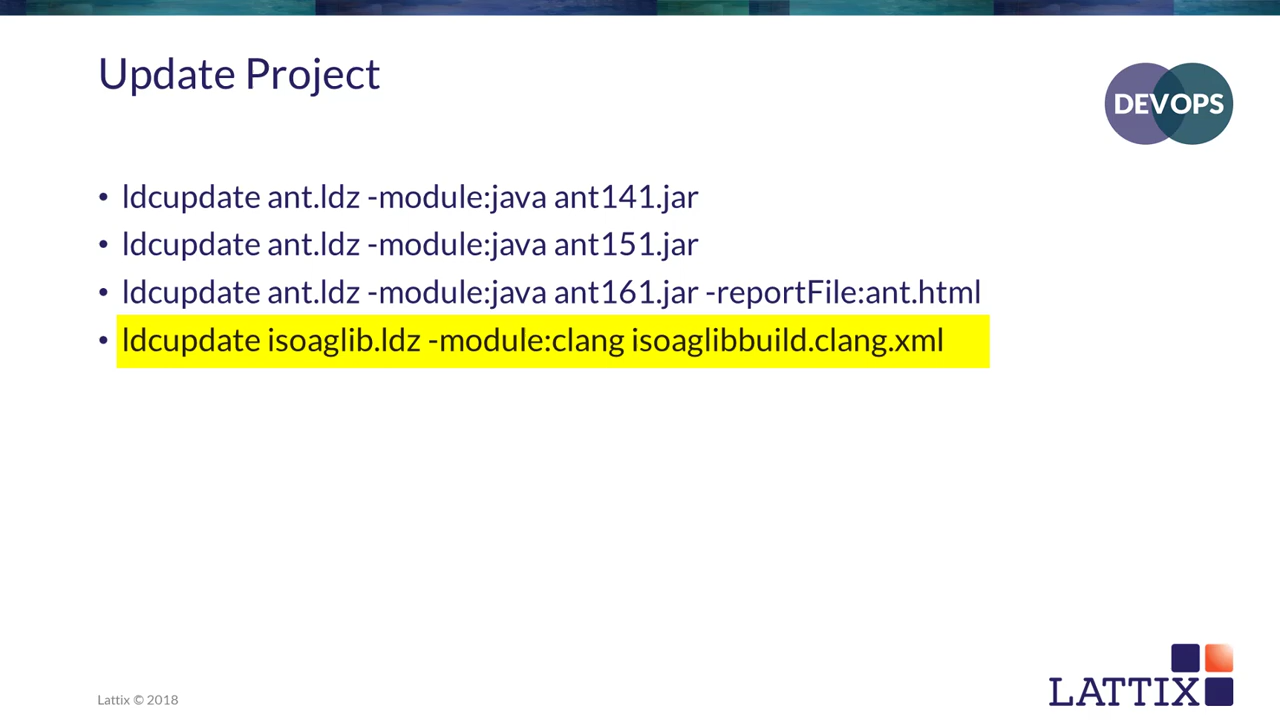 Update Project
DEVOPS
• ldcupdate ant.ldz -module:java ant141.jar
• ldcupdate ant.ldz -module:java ant151.jar
• ldcupdate ant.ldz -module:java ant161.jar -reportFile:ant.html
• ldcupdate isoaglib.ldz -module:clang isoaglibbuild.clang.xml
Lattix © 2018
LATTIX